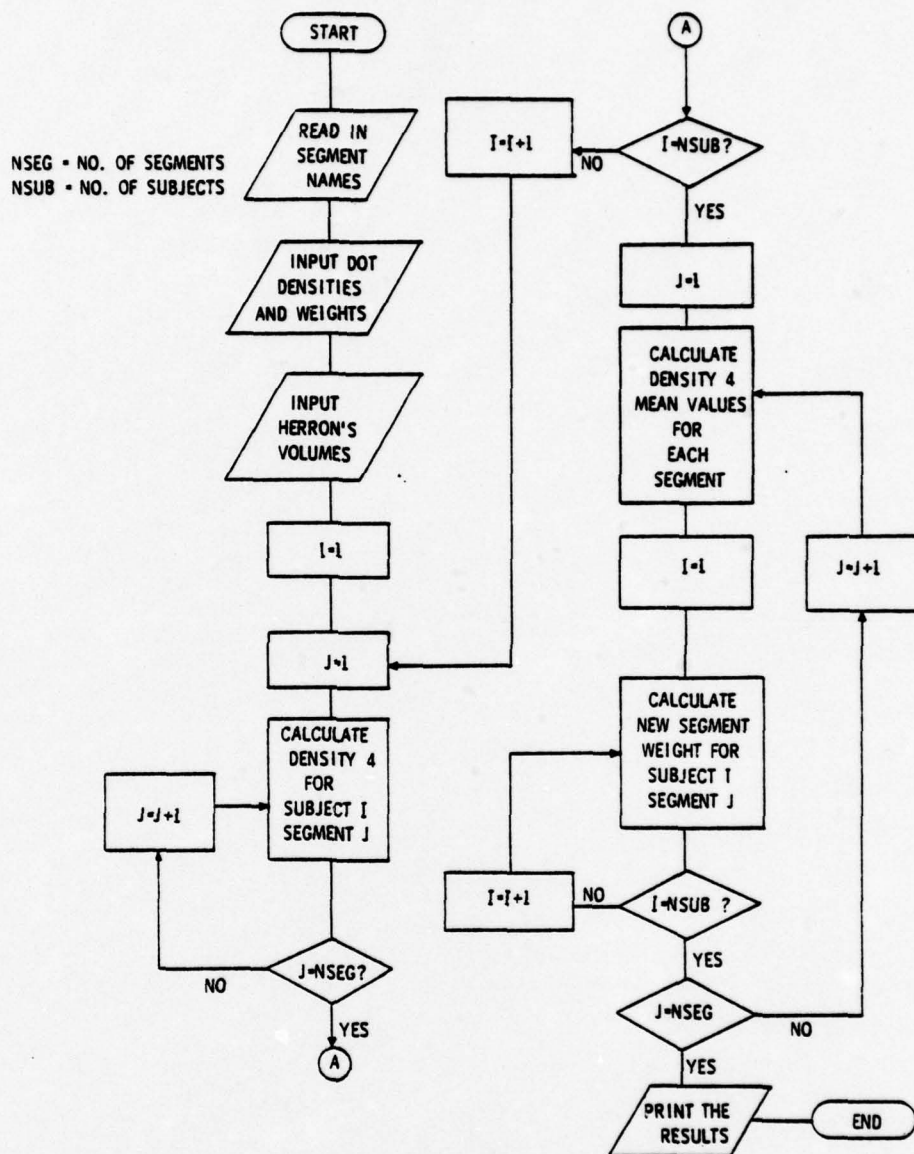 START
READ IN
SEGMENT
NAMES
NSEG = NO. OF SEGMENTS
NSUB = NO. OF SUBJECTS
INPUT DOT
DENSITIES
AND WEIGHTS
INPUT
HERRON'S
VOLUMES
I=1
J=1
CALCULATE
DENSITY 4
FOR
SUBJECT I
SEGMENT J
J=J+1
J=NSEG?
NO
YES
A
A
I=NSUB?
NO
I=I+1
YES
J=1
CALCULATE
DENSITY 4
MEAN VALUES
FOR
EACH
SEGMENT
I=1
J=J+1
CALCULATE
NEW SEGMENT
WEIGHT FOR
SUBJECT I
SEGMENT J
I=I+1
NO
I=NSUB ?
YES
J=NSEG
NO
YES
PRINT THE
RESULTS
END